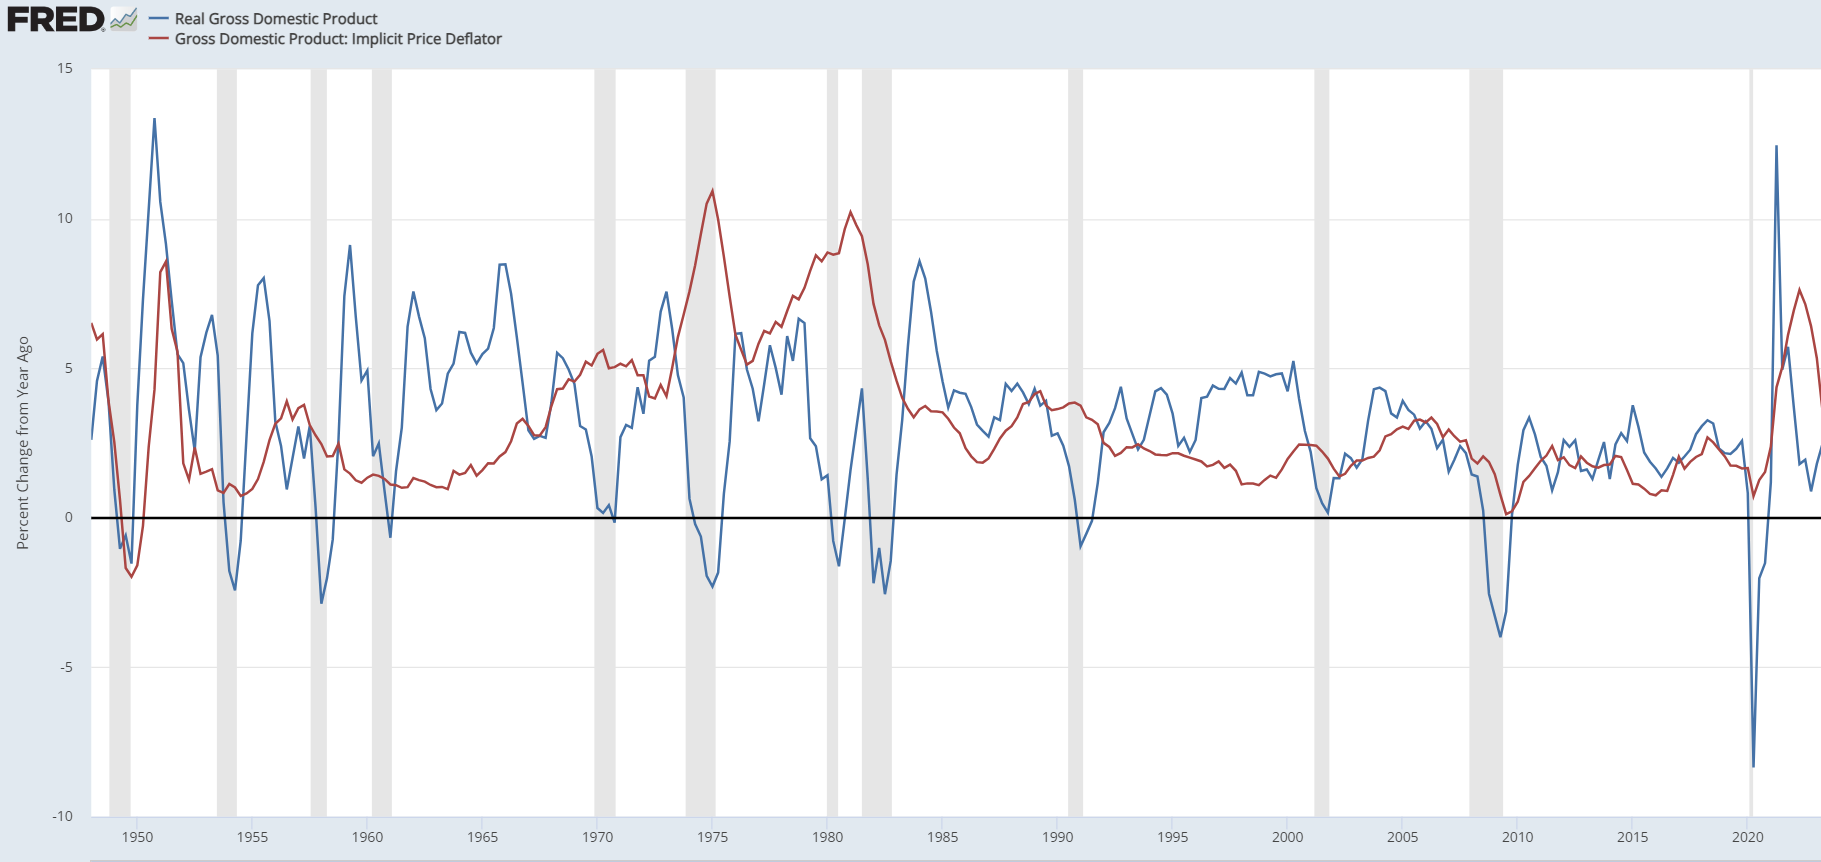 FRED
Real Gross Domestic Product
Gross Domestic Product: Implicit Price Deflator
Percent Change from Year Ago
15
10
5
0
-5
-10
1950 1955 1960 1965 1970 1975 1980 1985 1990 1995 2000 2005 2010 2015 2020